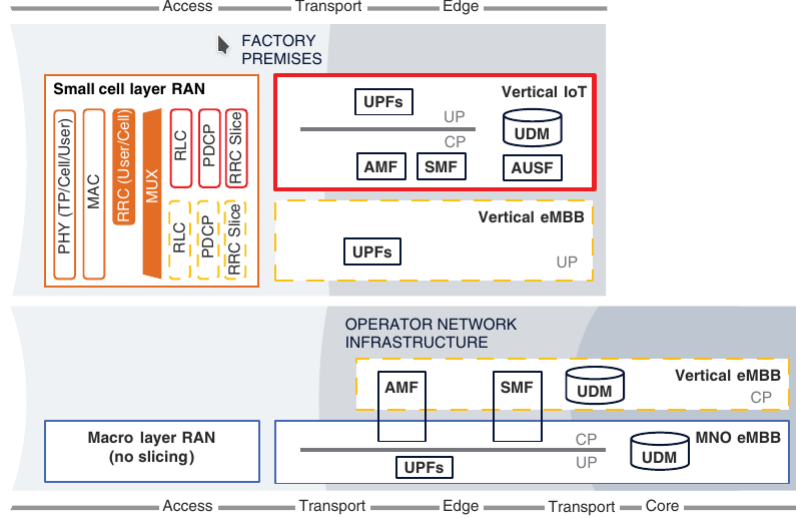 Access
Transport
Edge
FACTORY
PREMISES
Small cell layer RAN
PHY (TP/Cell/User)
MAC
RRC (User/Cell)
MUX
RLC
PDCP
RRC Slice
RLC
PDCP
RRC Slice
Vertical IoT
UPFs
UP
CP
UDM
AMF
SMF
AUSF
Vertical eMBB
UPFs
UP
OPERATOR NETWORK
INFRASTRUCTURE
Vertical eMBB
CP
AMF
SMF
UDM
Macro layer RAN
(no slicing)
MNO eMBB
CP
UP
UPFs
UDM
Access
Transport
Edge
Transport
Core